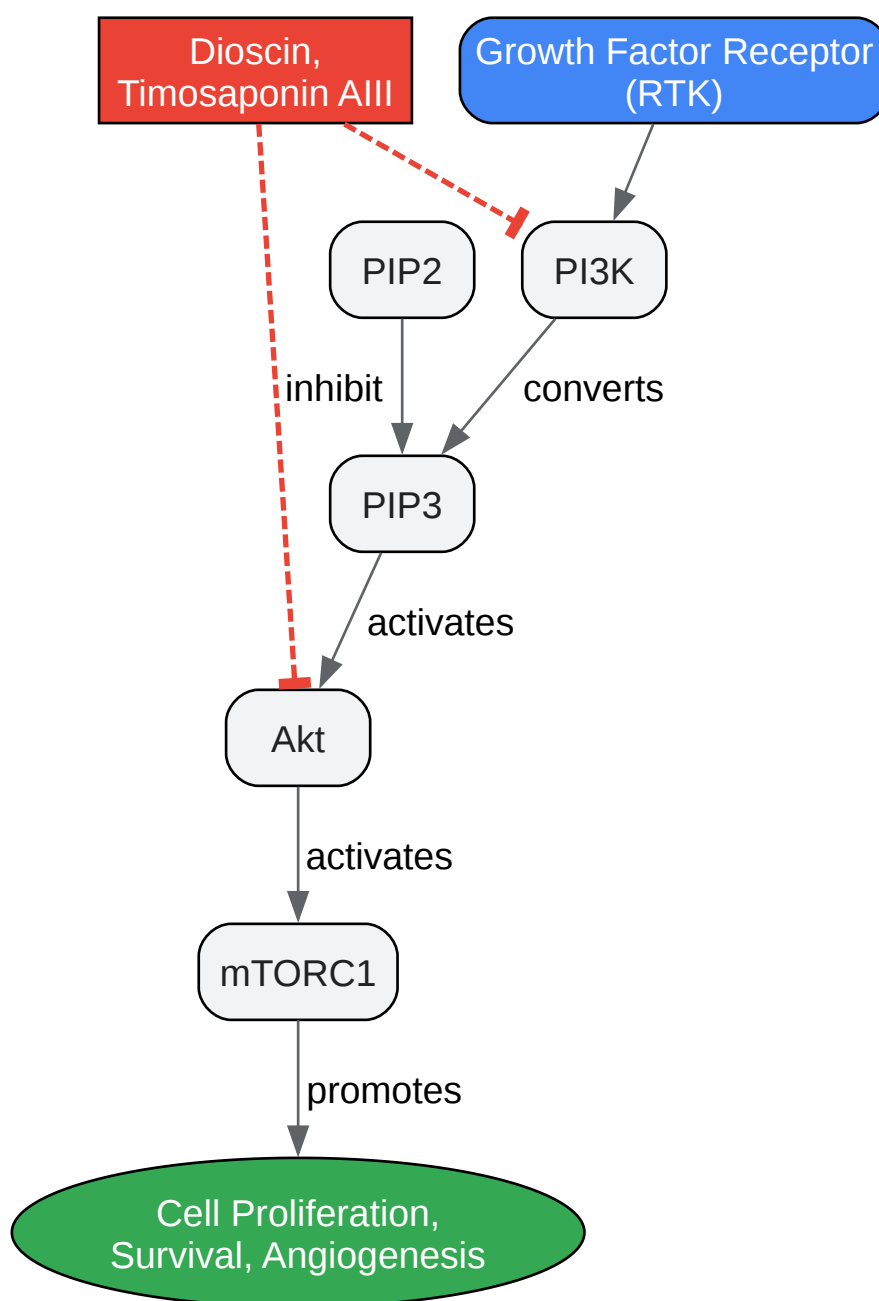 Dioscin,
Timosaponin AIII
Growth Factor Receptor
(RTK)
PIP2
PI3K
inhibit
converts
PIP3
activates
Akt
activates
mTORC1
promotes
Cell Proliferation,
Survival, Angiogenesis